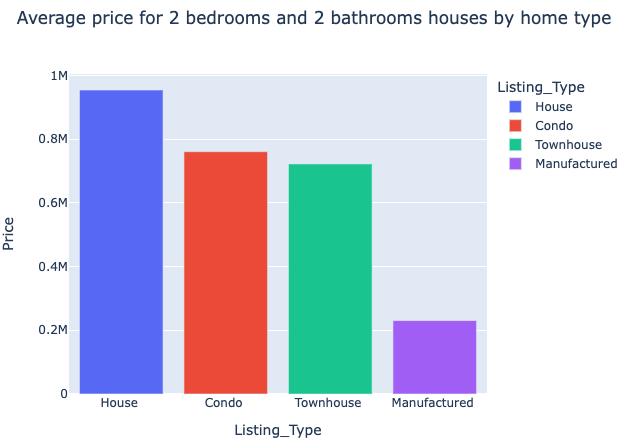 Average price for 2 bedrooms and 2 bathrooms houses by home type
1M
0.8M
0.6M
0.4M
0.2M
0
Price
House
Condo
Townhouse
Manufactured
Listing_Type
Listing_Type
House
Condo
Townhouse
Manufactured